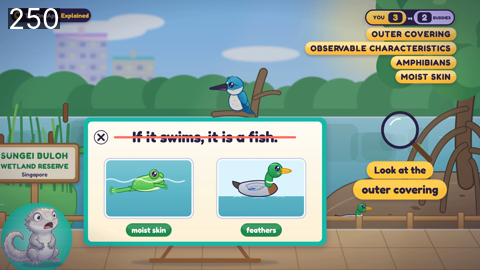 250
Explained
YOU 3 vs 2 BUDDIES
OUTER COVERING
OBSERVABLE CHARACTERISTICS
AMPHIBIANS
MOIST SKIN
If it swims, it is a fish.
SUNGEI BULOH
WETLAND RESERVE
Singapore
Look at the
outer covering
moist skin
feathers